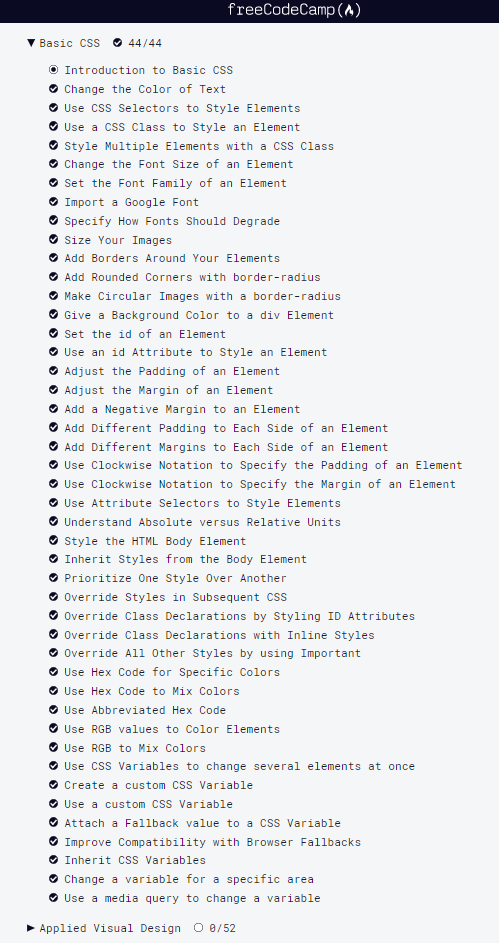 freeCodeCamp(🔥)
▼ Basic CSS 44/44
Introduction to Basic CSS
Change the Color of Text
Use CSS Selectors to Style Elements
Use a CSS Class to Style an Element
Style Multiple Elements with a CSS Class
Change the Font Size of an Element
Set the Font Family of an Element
Import a Google Font
Specify How Fonts Should Degrade
Size Your Images
Add Borders Around Your Elements
Add Rounded Corners with border-radius
Make Circular Images with a border-radius
Give a Background Color to a div Element
Set the id of an Element
Use an id Attribute to Style an Element
Adjust the Padding of an Element
Adjust the Margin of an Element
Add a Negative Margin to an Element
Add Different Padding to Each Side of an Element
Add Different Margins to Each Side of an Element
Use Clockwise Notation to Specify the Padding of an Element
Use Clockwise Notation to Specify the Margin of an Element
Use Attribute Selectors to Style Elements
Understand Absolute versus Relative Units
Style the HTML Body Element
Inherit Styles from the Body Element
Prioritize One Style Over Another
Override Styles in Subsequent CSS
Override Class Declarations by Styling ID Attributes
Override Class Declarations with Inline Styles
Override All Other Styles by using Important
Use Hex Code for Specific Colors
Use Hex Code to Mix Colors
Use Abbreviated Hex Code
Use RGB values to Color Elements
Use RGB to Mix Colors
Use CSS Variables to change several elements at once
Create a custom CSS Variable
Use a custom CSS Variable
Attach a Fallback value to a CSS Variable
Improve Compatibility with Browser Fallbacks
Inherit CSS Variables
Change a variable for a specific area
Use a media query to change a variable
▶ Applied Visual Design 0/52